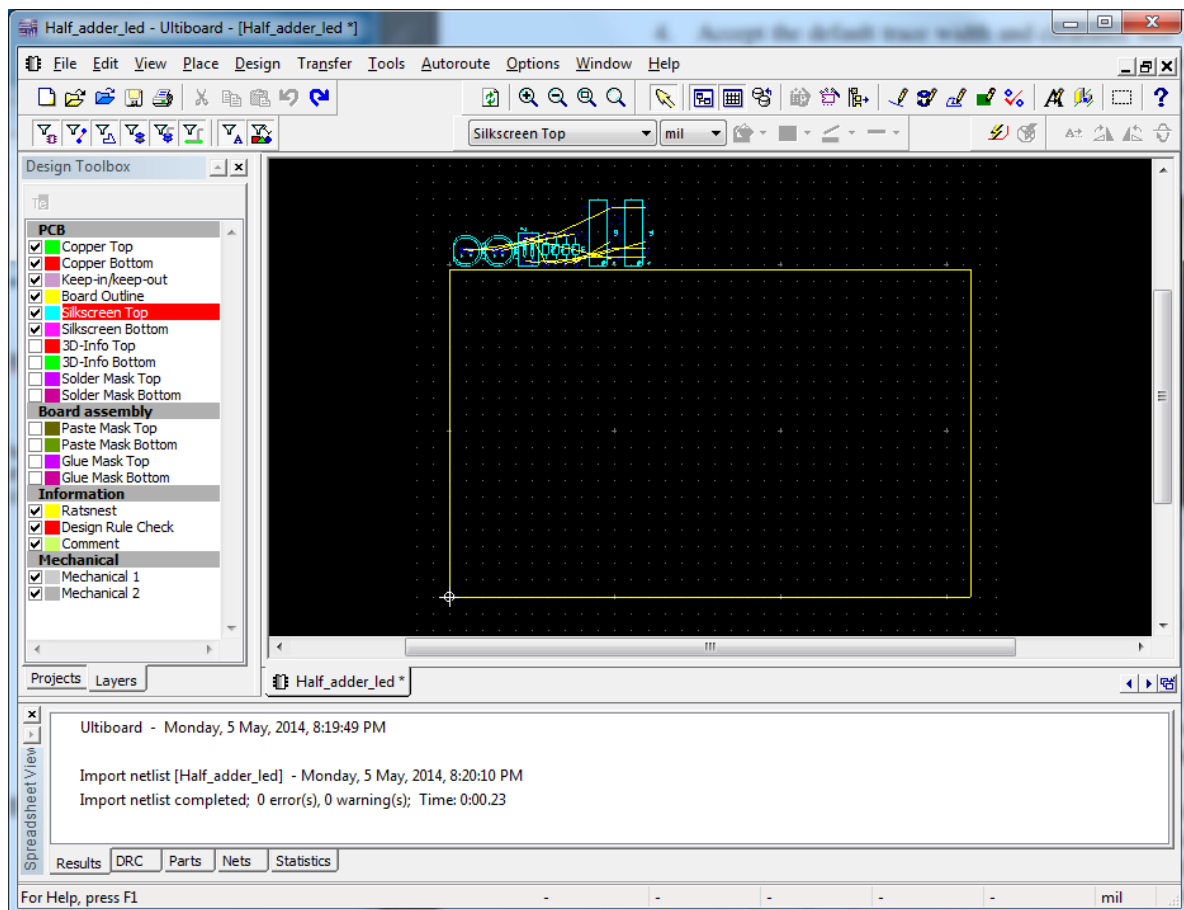 Half_adder_led - Ultiboard - [Half_adder_led *]
4. Accept the default trace width and
File Edit View Place Design Transfer Tools Autoroute Options Window Help
Silkscreen Top mil
Design Toolbox
PCB
Copper Top
Copper Bottom
Keep-in/keep-out
Board Outline
Silkscreen Top
Silkscreen Bottom
3D-Info Top
3D-Info Bottom
Solder Mask Top
Solder Mask Bottom
Board assembly
Paste Mask Top
Paste Mask Bottom
Glue Mask Top
Glue Mask Bottom
Information
Ratsnest
Design Rule Check
Comment
Mechanical
Mechanical 1
Mechanical 2
Projects Layers
Half_adder_led *
Spreadsheet View
Ultiboard - Monday, 5 May, 2014, 8:19:49 PM
Import netlist [Half_adder_led] - Monday, 5 May, 2014, 8:20:10 PM
Import netlist completed; 0 error(s), 0 warning(s); Time: 0:00.23
Results DRC Parts Nets Statistics
For Help, press F1 - - - - - mil